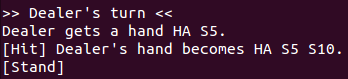 >> Dealer's turn <<
Dealer gets a hand HA S5.
[Hit] Dealer's hand becomes HA S5 S10.
[Stand]